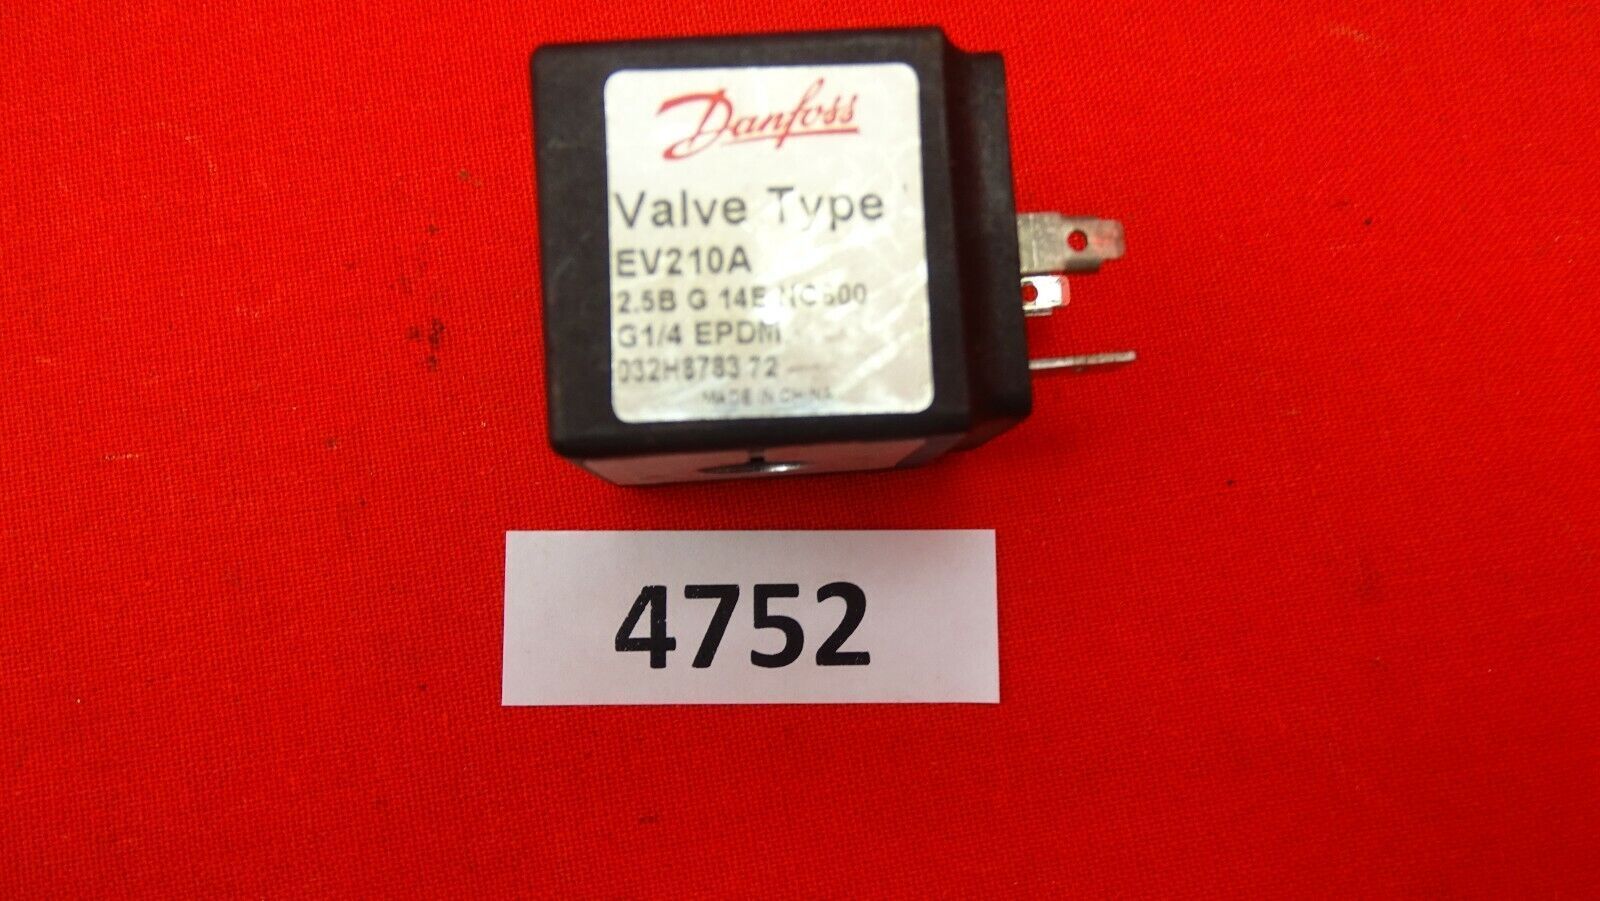 Danfoss
Valve Type
EV210A
2.5B G 14E NC000
G1/4 EPDM
032H8783 72
MADE IN CHINA
4752